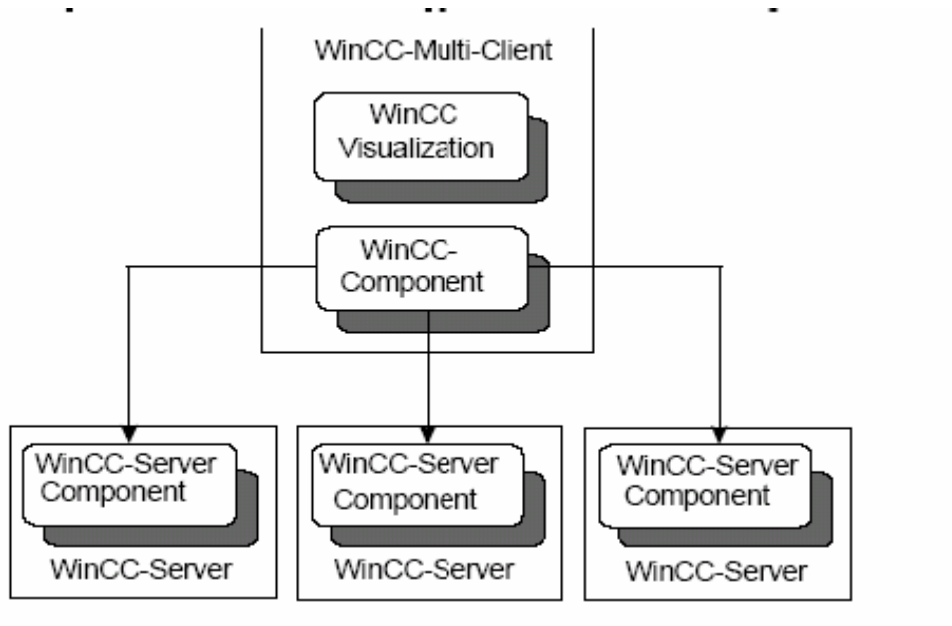 WinCC-Multi-Client
WinCC
Visualization
WinCC-
Component
WinCC-Server
Component
WinCC-Server
WinCC-Server
Component
WinCC-Server
WinCC-Server
Component
WinCC-Server